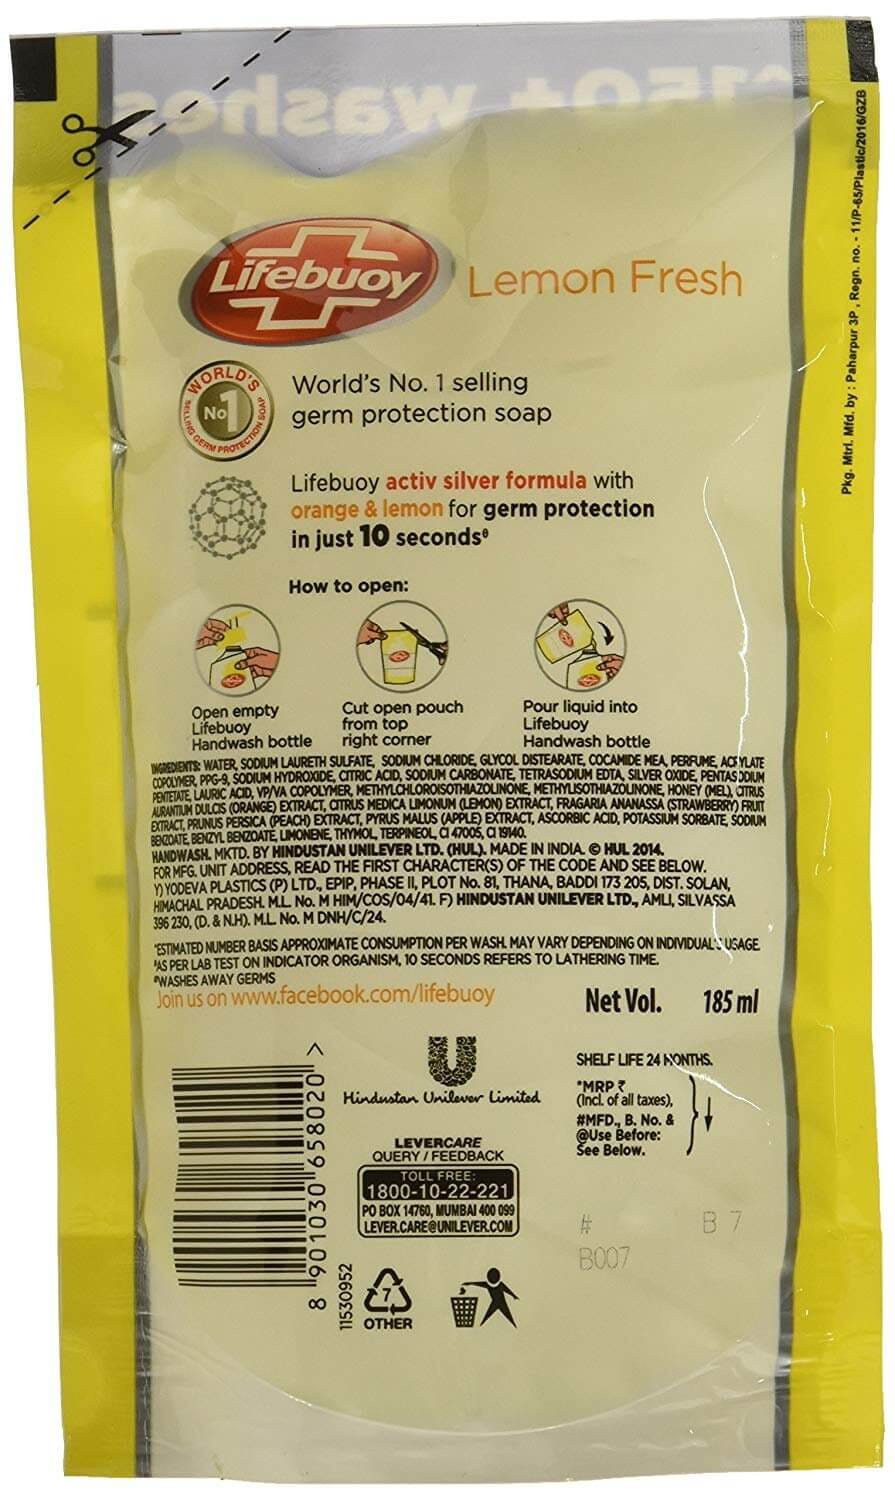 Lifebuoy
Lemon Fresh
WORLD'S
No1
SELLING GERM PROTECTION SOAP
World's No. 1 selling
germ protection soap
Lifebuoy activ silver formula with
orange & lemon for germ protection
in just 10 secondsθ
How to open:
Open empty
Lifebuoy
Handwash bottle
Cut open pouch
from top
right corner
Pour liquid into
Lifebuoy
Handwash bottle
INGREDIENTS: WATER, SODIUM LAURETH SULFATE, SODIUM CHLORIDE, GLYCOL DISTEARATE, COCAMIDE MEA, PERFUME, ACRYLATE
COPOLYMER, PPG-9, SODIUM HYDROXIDE, CITRIC ACID, SODIUM CARBONATE, TETRASODIUM EDTA, SILVER OXIDE, PENTASODIUM
PENTETATE, LAURIC ACID, VP/VA COPOLYMER, METHYLCHLOROISOTHIAZOLINONE, METHYLISOTHIAZOLINONE, HONEY (MEL), CITRUS
AURANTIUM DULCIS (ORANGE) EXTRACT, CITRUS MEDICA LIMONUM (LEMON) EXTRACT, FRAGARIA ANANASSA (STRAWBERRY) FRUIT
EXTRACT, PRUNUS PERSICA (PEACH) EXTRACT, PYRUS MALUS (APPLE) EXTRACT, ASCORBIC ACID, POTASSIUM SORBATE, SODIUM
BENZOATE, BENZYL BENZOATE, LIMONENE, THYMOL, TERPINEOL, CI 47005, CI 19140.
HANDWASH. MKTD. BY HINDUSTAN UNILEVER LTD. (HUL). MADE IN INDIA. © HUL 2014.
FOR MFG. UNIT ADDRESS, READ THE FIRST CHARACTER(S) OF THE CODE AND SEE BELOW.
Y) YODEVA PLASTICS (P) LTD., EPIP, PHASE II, PLOT No. 81, THANA, BADDI 173 205, DIST. SOLAN,
HIMACHAL PRADESH. M.L. No. M HIM/COS/04/41. F) HINDUSTAN UNILEVER LTD., AMLI, SILVASSA
396 230, (D. & N.H). M.L. No. M DNH/C/24.
ESTIMATED NUMBER BASIS APPROXIMATE CONSUMPTION PER WASH. MAY VARY DEPENDING ON INDIVIDUAL'S USAGE.
AS PER LAB TEST ON INDICATOR ORGANISM, 10 SECONDS REFERS TO LATHERING TIME.
WASHES AWAY GERMS
Join us on www.facebook.com/lifebuoy
Net Vol. 185 ml
8 901030 658020 >
11530952
Hindustan Unilever Limited
LEVERCARE
QUERY / FEEDBACK
TOLL FREE:
1800-10-22-221
PO BOX 14760, MUMBAI 400 099
LEVER.CARE@UNILEVER.COM
7
OTHER
SHELF LIFE 24 MONTHS.
*MRP ₹
(Incl. of all taxes),
#MFD., B. No. &
@Use Before:
See Below.
# B 7
B007
Pkg. Mtrl. Mfd. by : Paharpur 3P , Regn. no. - 11/P-65/Plastic/2016/GZB